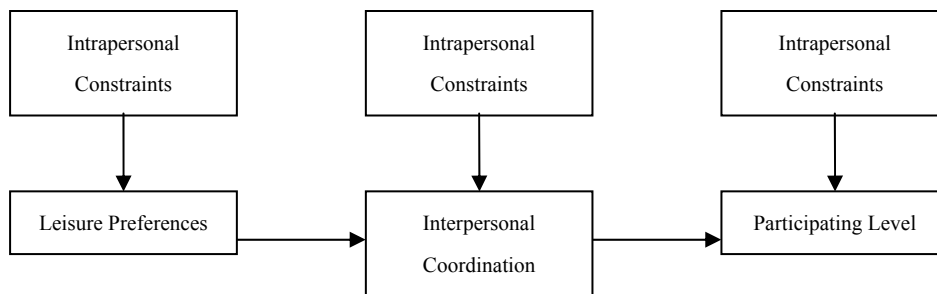 Intrapersonal
Constraints
Intrapersonal
Constraints
Intrapersonal
Constraints
Leisure Preferences
Interpersonal
Coordination
Participating Level